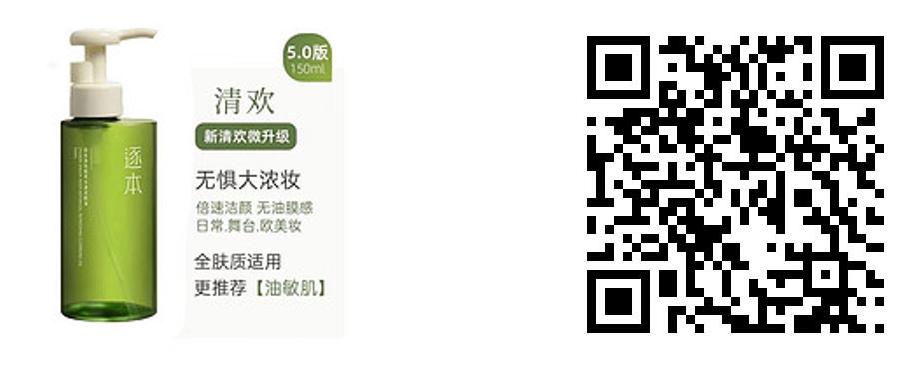 逐本
5.0版
150ml
清欢
新清欢微升级
无惧大浓妆
倍速洁颜 无油膜感
日常.舞台.欧美妆
全肤质适用
更推荐【油敏肌】